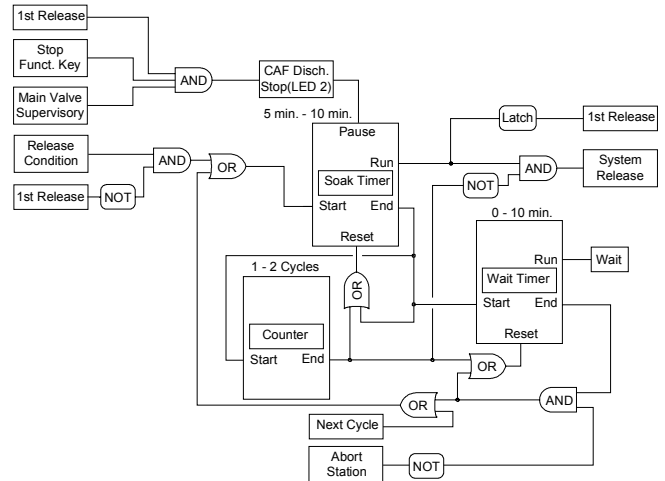 1st Release
Stop
Funct. Key
Main Valve
Supervisory
AND
CAF Disch.
Stop(LED 2)
5 min. - 10 min.
Pause
Run
Soak Timer
Start
End
Reset
Latch
1st Release
AND
System
Release
NOT
Release
Condition
1st Release
NOT
AND
OR
0 - 10 min.
Run
Wait
Wait Timer
Start
End
Reset
OR
1 - 2 Cycles
Counter
Start
End
OR
OR
AND
Next Cycle
Abort
Station
NOT